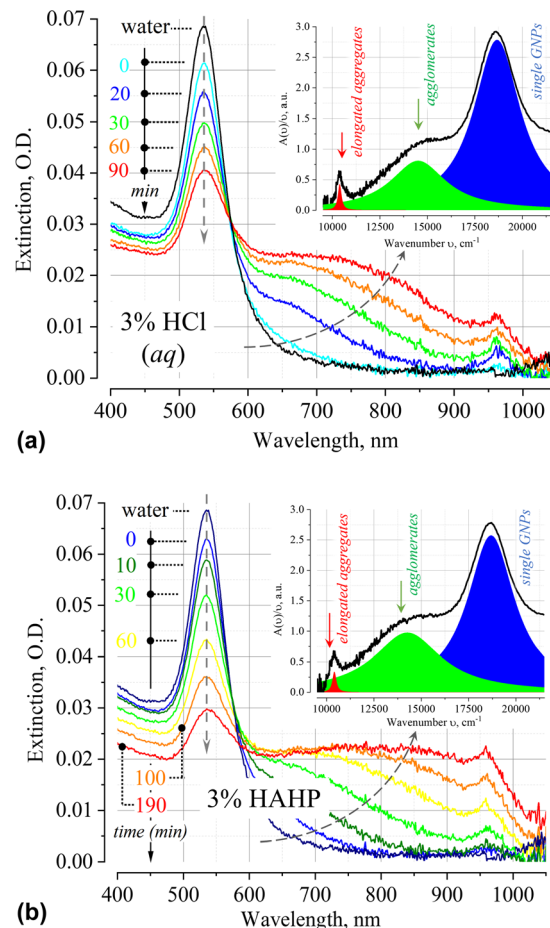 (a)
0.07
0.06
0.05
0.04
0.03
0.02
0.01
0.00
Extinction, O.D.
water
0
20
30
60
90
min
3% HCl
(aq)
400 500 600 700 800 900 1000
Wavelength, nm
3.0
2.5
2.0
1.5
1.0
0.5
0.0
A(υ)/υ, a.u.
elongated aggregates
agglomerates
single GNPs
10000 12500 15000 17500 20000
Wavenumber υ, cm-1
(b)
0.07
0.06
0.05
0.04
0.03
0.02
0.01
0.00
Extinction, O.D.
water
0
10
30
60
100
190
time (min)
3% HAHP
400 500 600 700 800 900 1000
Wavelength, nm
3.0
2.5
2.0
1.5
1.0
0.5
0.0
A(υ)/υ, a.u.
elongated aggregates
agglomerates
single GNPs
10000 12500 15000 17500 20000
Wavenumber υ, cm-1